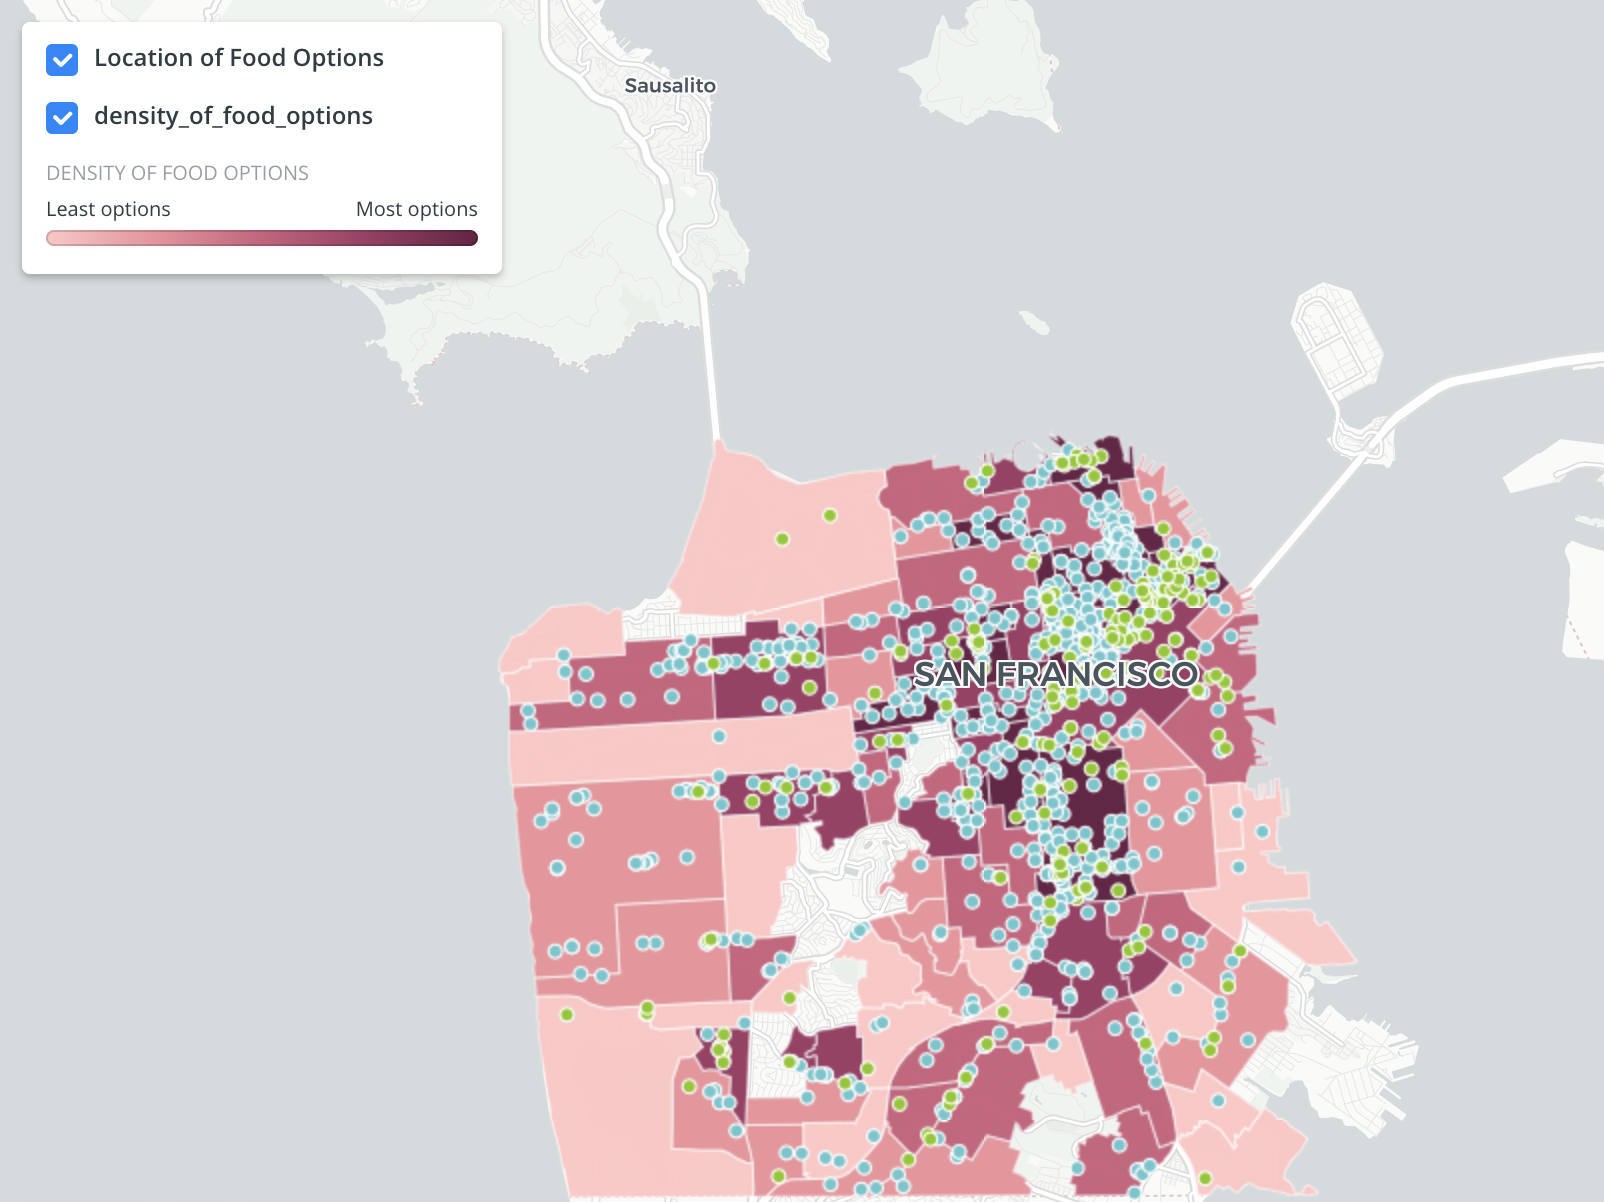 Location of Food Options
density_of_food_options
DENSITY OF FOOD OPTIONS
Least options Most options
Sausalito
SAN FRANCISCO